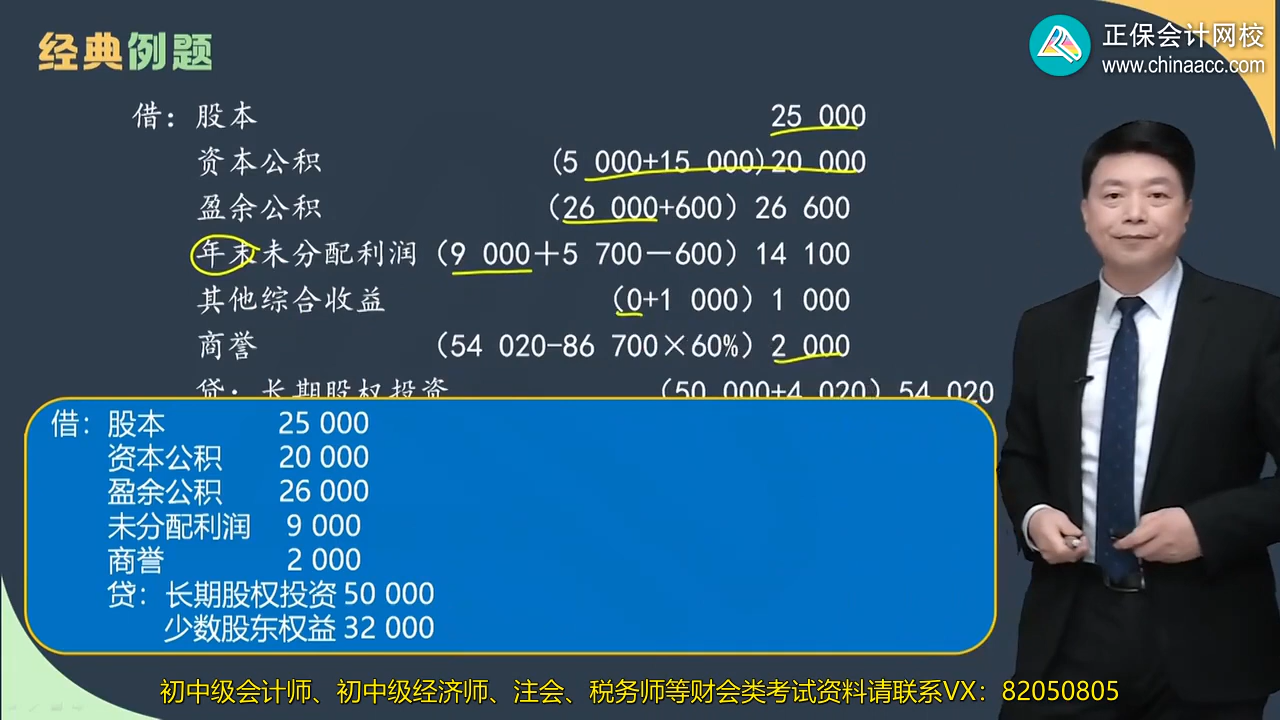 经典例题
正保会计网校
www.chinaacc.com
借：股本 25 000
资本公积 (5 000+15 000)20 000
盈余公积 （26 000+600）26 600
年末未分配利润（9 000＋5 700－600）14 100
其他综合收益 （0+1 000）1 000
商誉 （54 020-86 700×60%）2 000
贷：长期股权投资 （50 000+4 020）54 020
借：股本 25 000
资本公积 20 000
盈余公积 26 000
未分配利润 9 000
商誉 2 000
贷：长期股权投资 50 000
少数股东权益 32 000
初中级会计师、初中级经济师、注会、税务师等财会类考试资料请联系VX：82050805